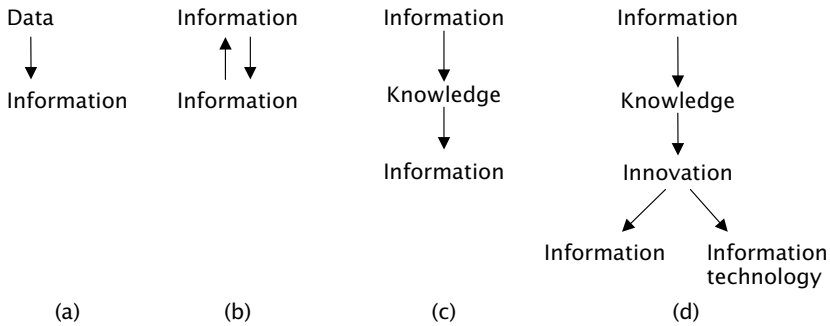 Data
Information
Information
Information
Information
Knowledge
Information
Information
Knowledge
Innovation
Information
Information
technology
(a)
(b)
(c)
(d)